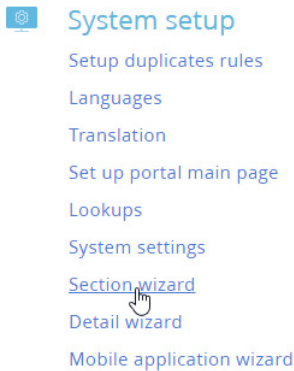 System setup
Setup duplicates rules
Languages
Translation
Set up portal main page
Lookups
System settings
Section wizard
Detail wizard
Mobile application wizard